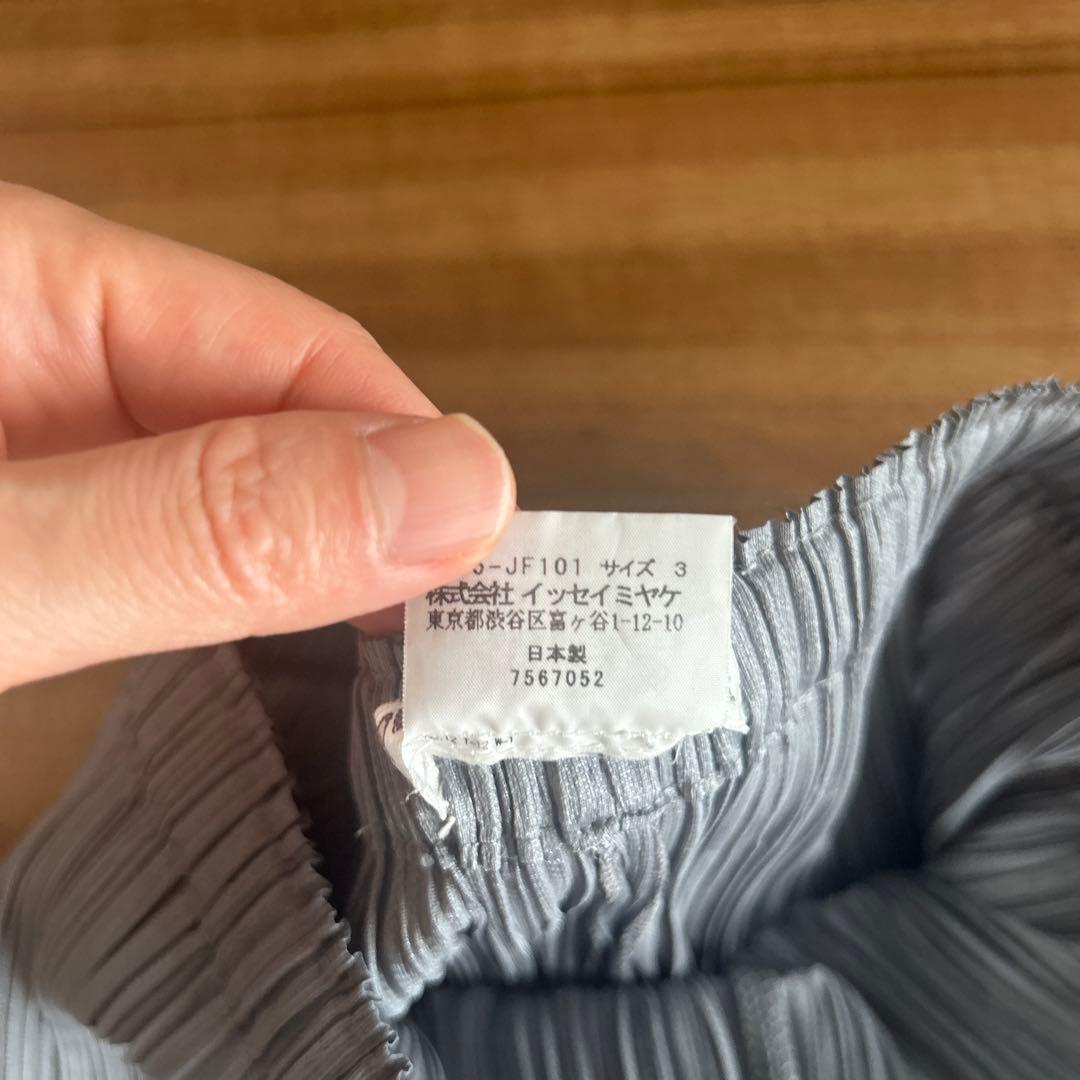 -JF101 サイズ 3
株式会社 イッセイミヤケ
東京都渋谷区富ヶ谷1-12-10
日本製
7567052